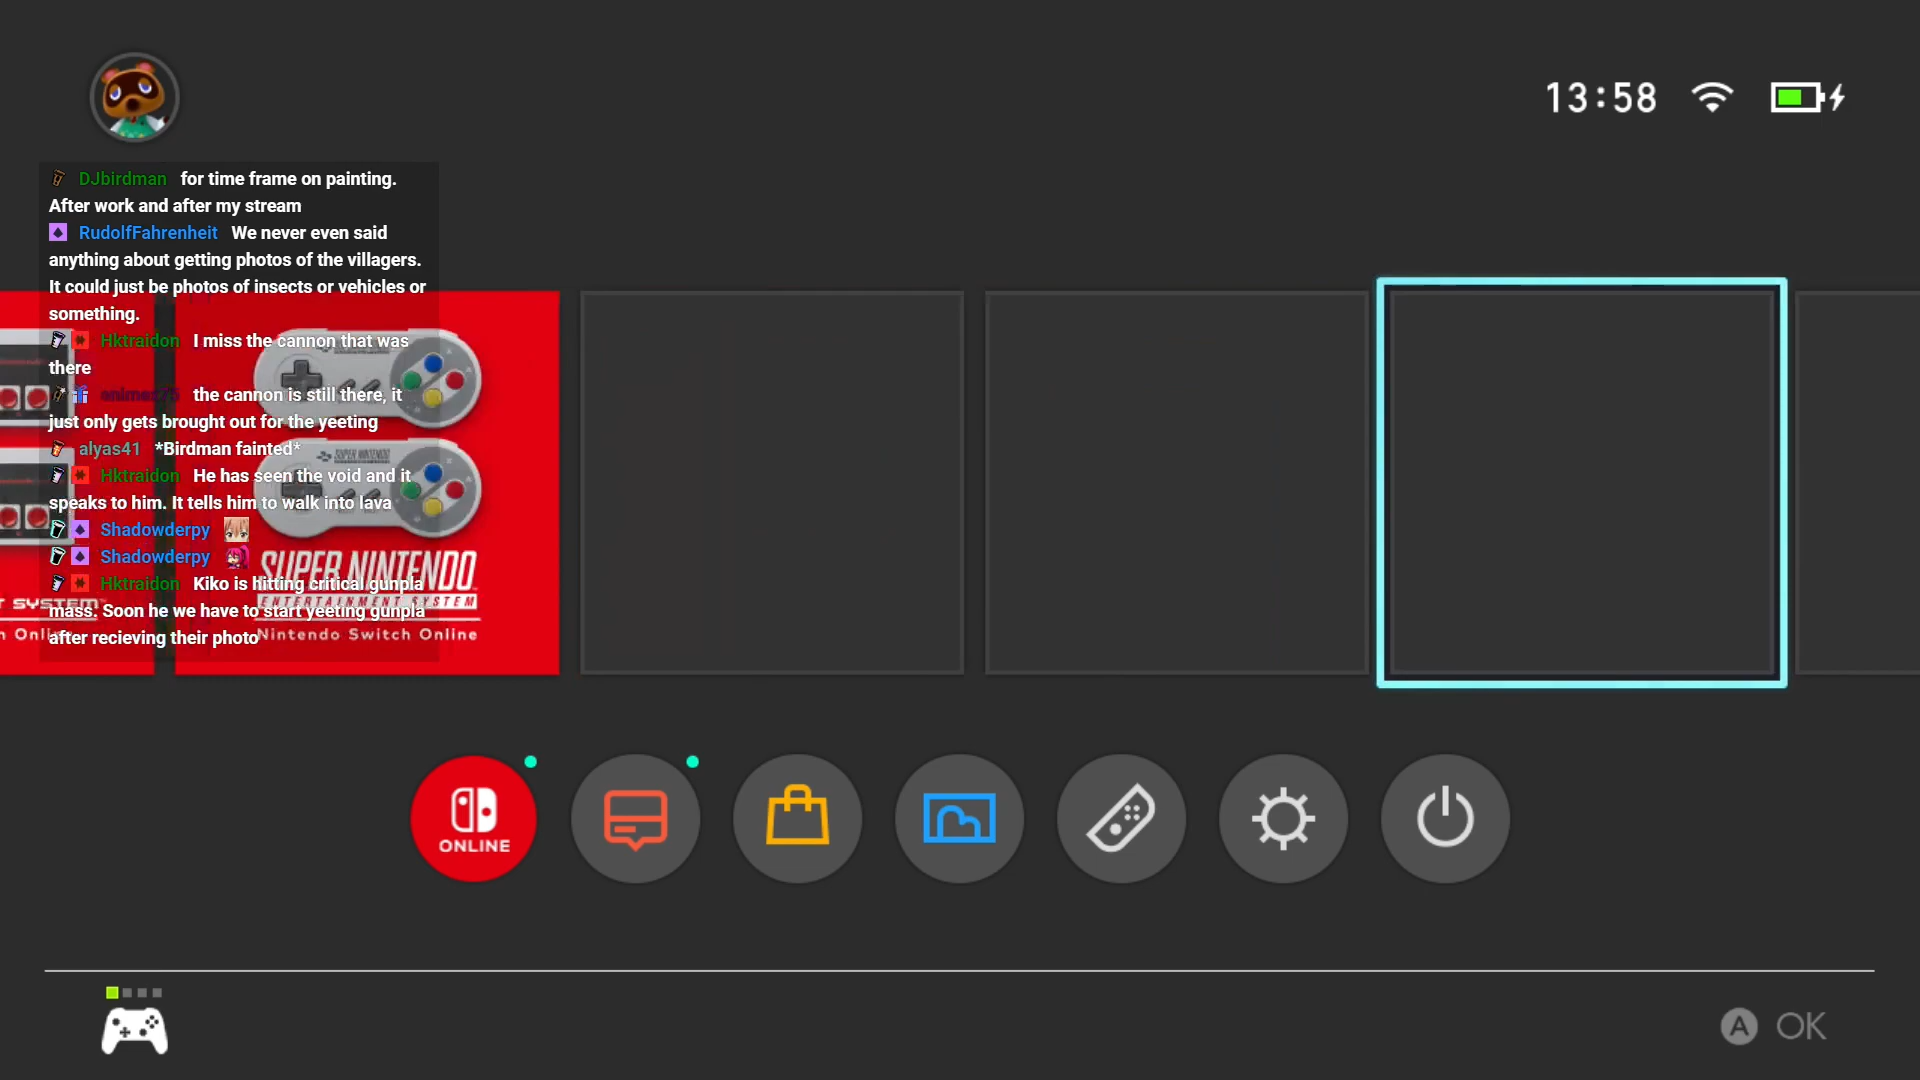 13:58
DJbirdman for time frame on painting.
After work and after my stream
RudolfFahrenheit We never even said
anything about getting photos of the villagers.
It could just be photos of insects or vehicles or
something.
Hktraidon I miss the cannon that was
there
the cannon is still there, it
just only gets brought out for the yeeting
alyas41 *Birdman fainted*
Hktraidon He has seen the void and it
speaks to him. It tells him to walk into lava
Shadowderpy
Shadowderpy
Hktraidon Kiko is hitting critical gunpla
mass. Soon he we have to start yeeting gunpla
after recieving their photo
SUPER NINTENDO
SUPER NINTENDO
ENTERTAINMENT SYSTEM
Nintendo Switch Online
SYSTEM
ONLINE
A OK